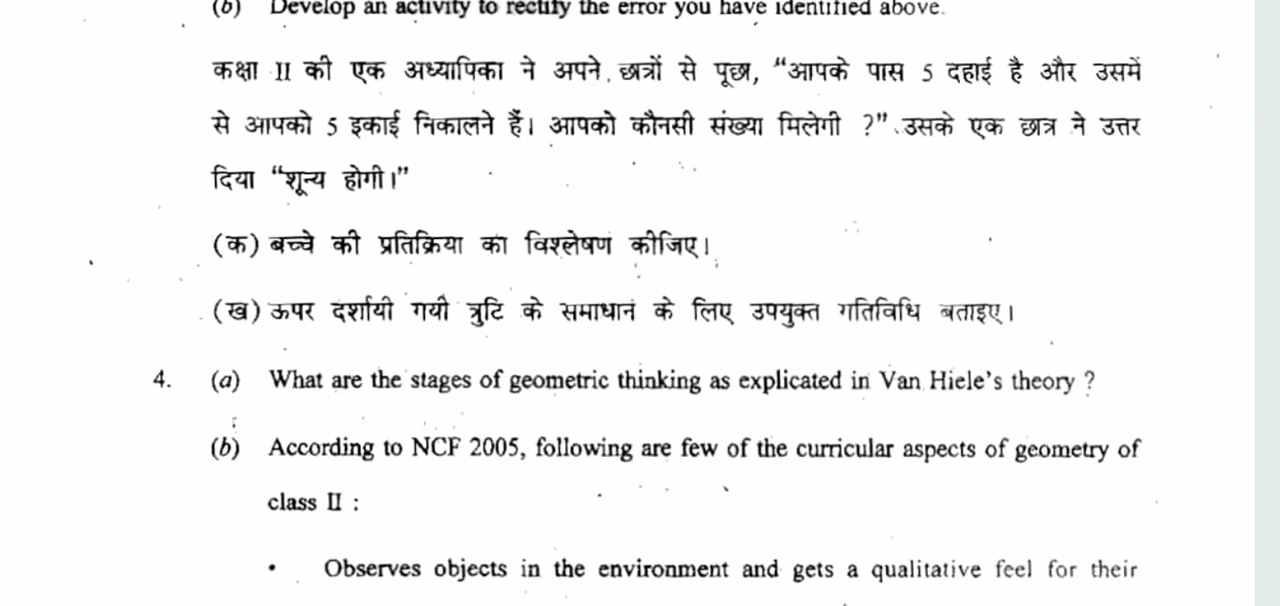 (b) Develop an activity to rectify the error you have identified above.
कक्षा II की एक अध्यापिका ने अपने छात्रों से पूछा, “आपके पास 5 दहाई है और उसमें
से आपको 5 इकाई निकालने हैं। आपको कौनसी संख्या मिलेगी ?” उसके एक छात्र ने उत्तर
दिया “शून्य होगी।”
(क) बच्चे की प्रतिक्रिया का विश्लेषण कीजिए।
(ख) ऊपर दर्शायी गयी त्रुटि के समाधान के लिए उपयुक्त गतिविधि बताइए।
4. (a) What are the stages of geometric thinking as explicated in Van Hiele's theory ?
(b) According to NCF 2005, following are few of the curricular aspects of geometry of
class II :
• Observes objects in the environment and gets a qualitative feel for their